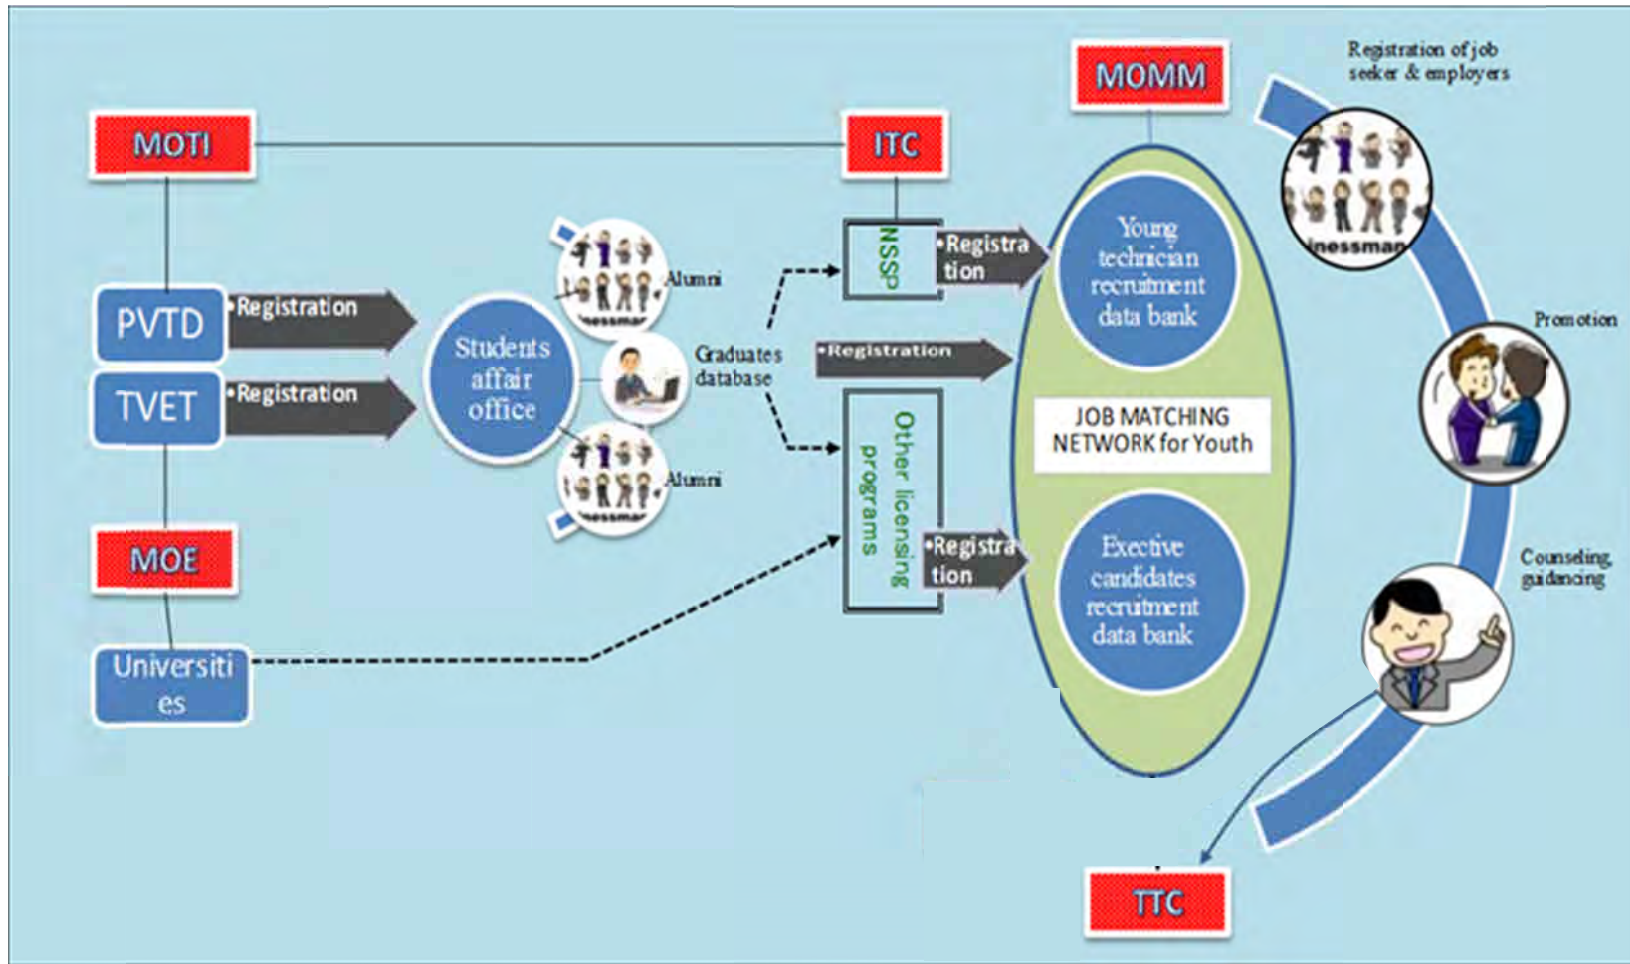 MOTI
ITC
MOMM
Registration of job
seeker & employers
PVTD
•Registration
TVET
•Registration
Students
affair
office
Alumni
Graduates
database
Alumni
MOE
Universiti
es
NSSP
•Registra
tion
•Registration
Other licensing
programs
•Registra
tion
Young
technician
recruitment
data bank
JOB MATCHING
NETWORK for Youth
Exective
candidates
recruitment
data bank
inessman
Promotion
Counseling,
guidancing
TTC